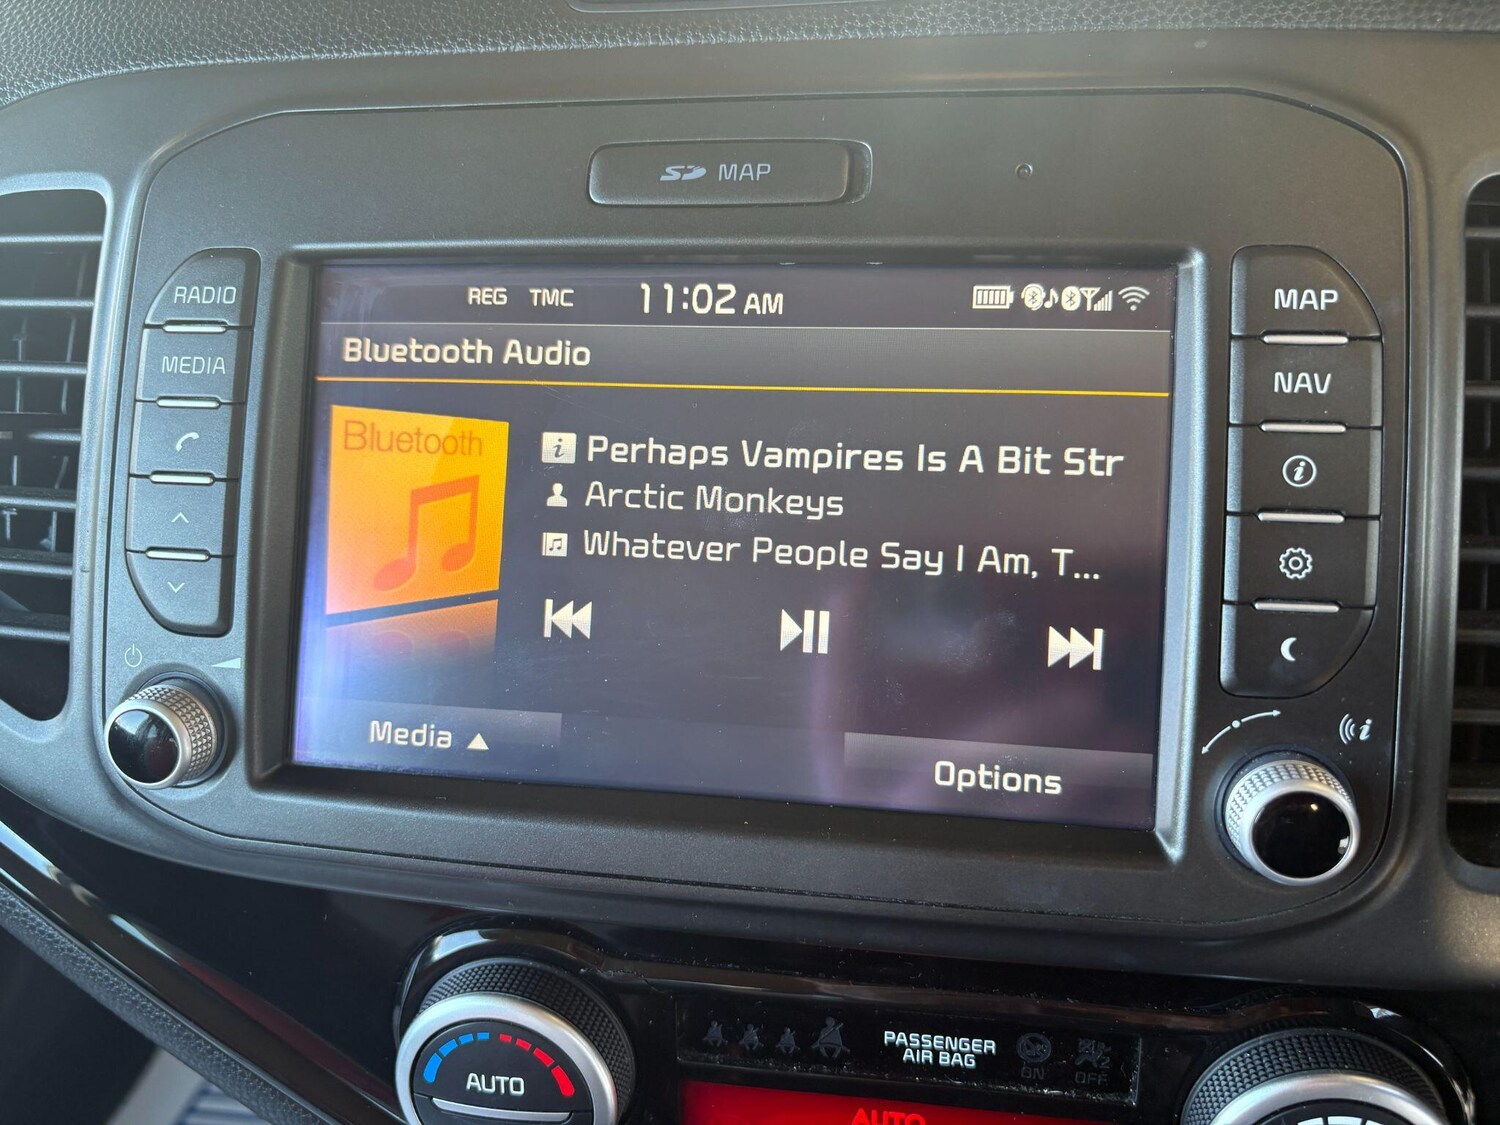 SD MAP
RADIO
MEDIA
REG TMC 11:02 AM
Bluetooth Audio
Bluetooth
i Perhaps Vampires Is A Bit Str
Arctic Monkeys
Whatever People Say I Am, T...
Media
Options
MAP
NAV
i
i
AUTO
PASSENGER
AIR BAG
ON
OFF
AUTO